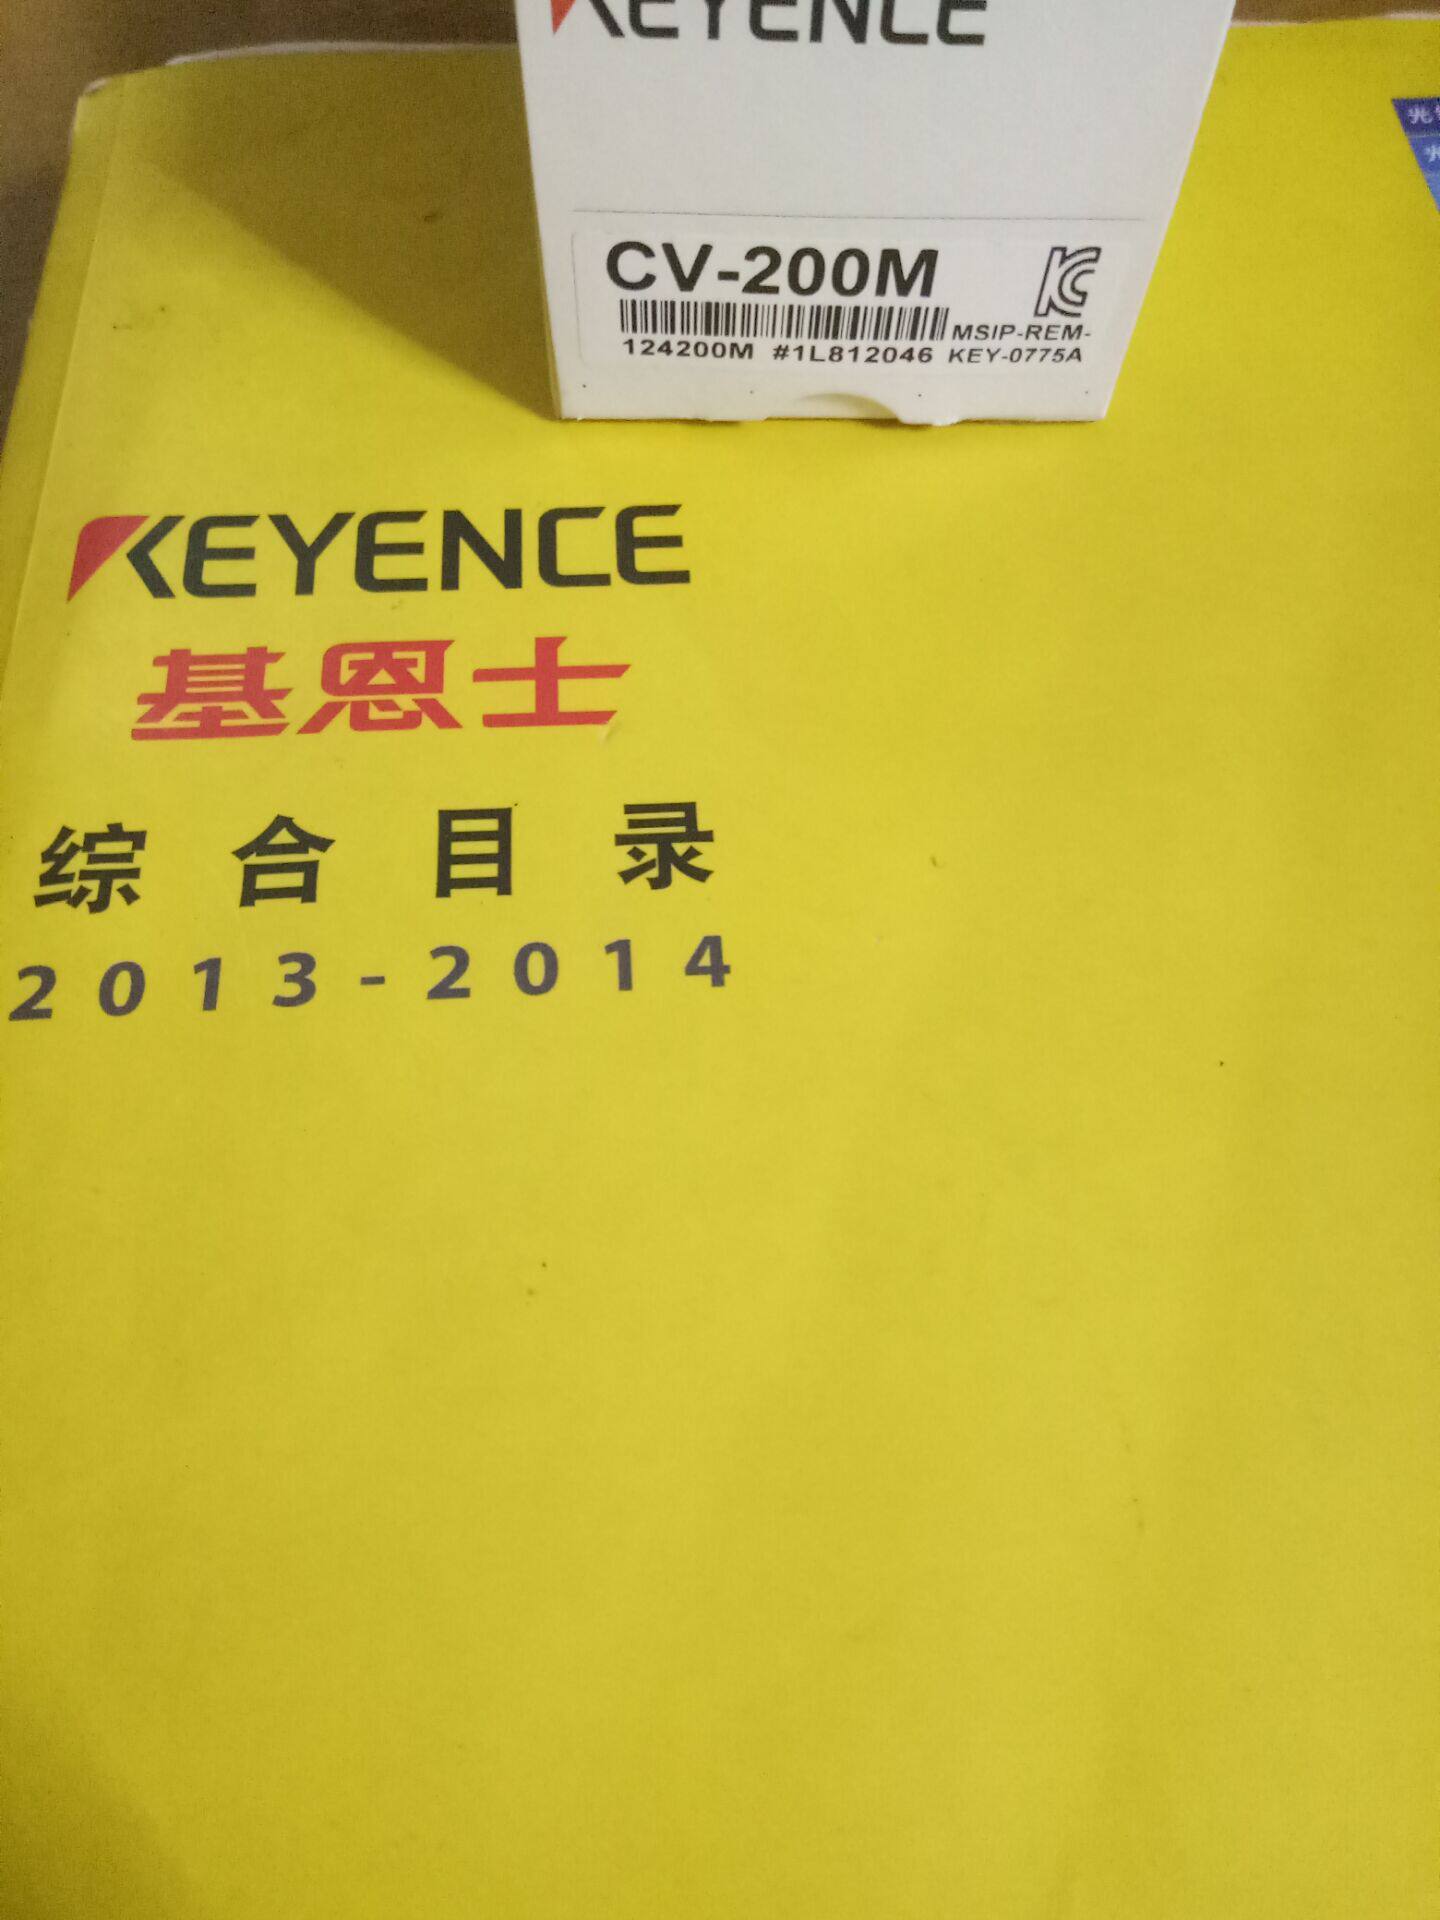 KEYENCE
CV-200M
MSIP-REM-
124200M #1L812046 KEY-0775A
KEYENCE
基恩士
综合目录
2013-2014